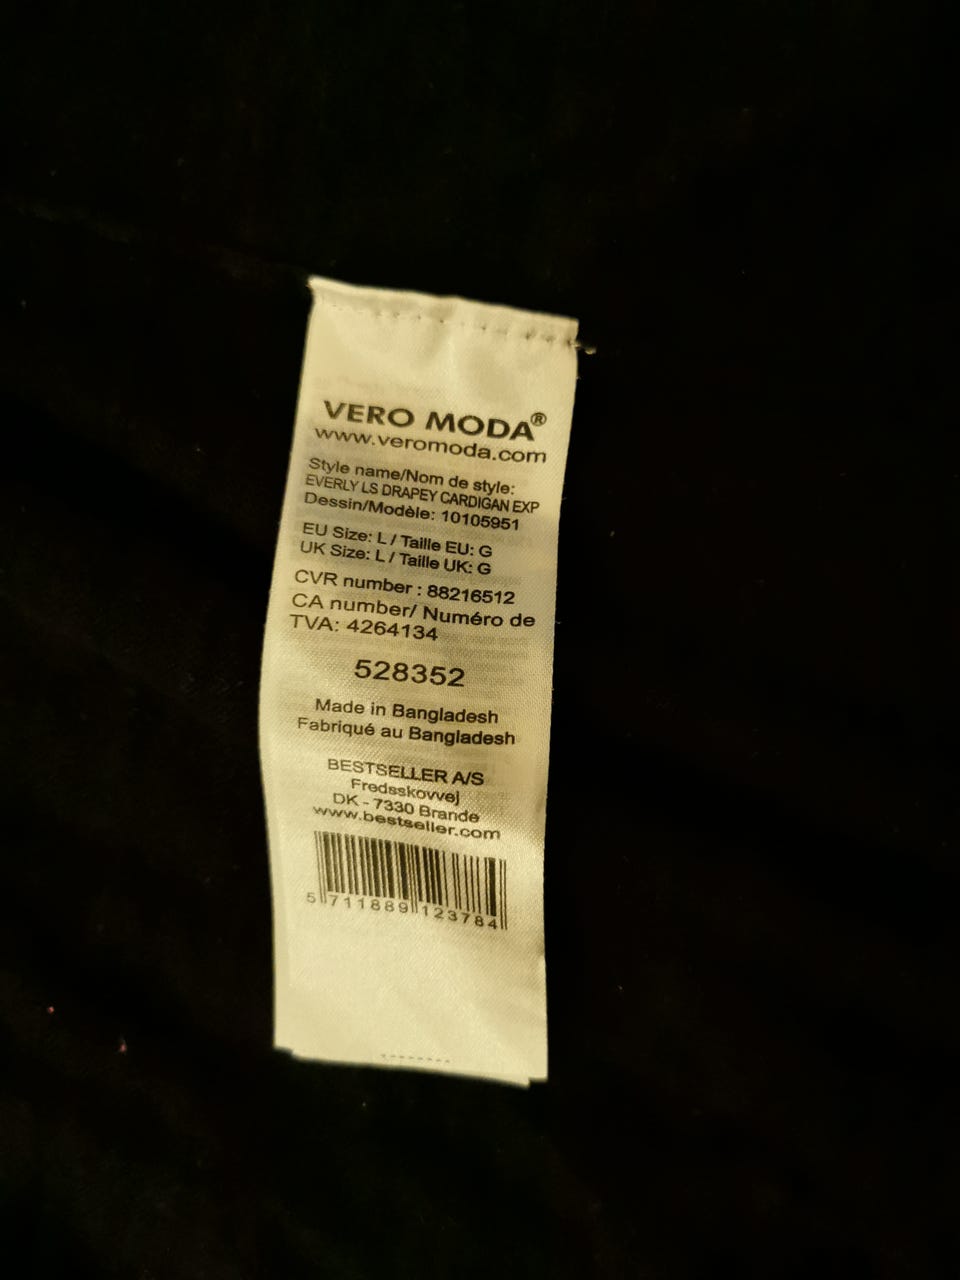 VERO MODA®
www.veromoda.com
Style name/Nom de style:
EVERLY LS DRAPEY CARDIGAN EXP
Dessin/Modèle: 10105951
EU Size: L / Taille EU: G
UK Size: L / Taille UK: G
CVR number : 88216512
CA number/ Numéro de
TVA: 4264134
528352
Made in Bangladesh
Fabriqué au Bangladesh
BESTSELLER A/S
Fredsskovvej
DK - 7330 Brande
www.bestseller.com
5 711889 123784